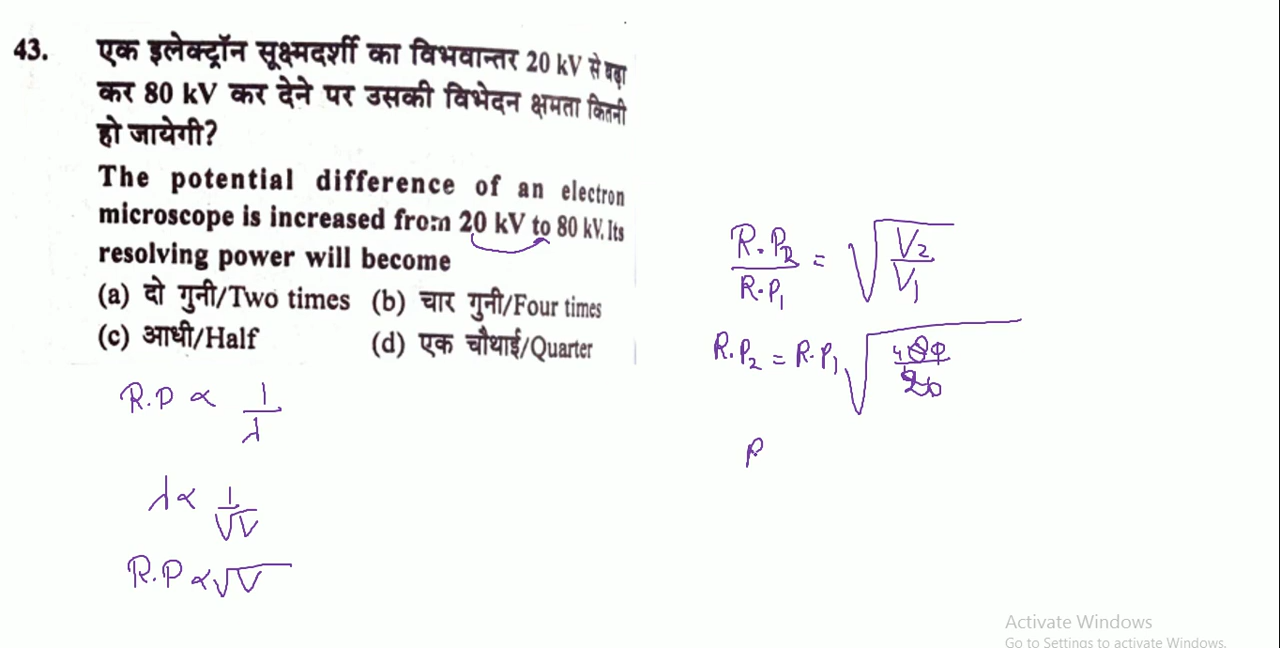 43. एक इलेक्ट्रॉन सूक्ष्मदर्शी का विभवान्तर 20 kV से बढ़ा
कर 80 kV कर देने पर उसकी विभेदन क्षमता कितनी
हो जायेगी?
The potential difference of an electron
microscope is increased from 20 kV to 80 kV. Its
resolving power will become
(a) दो गुनी/Two times (b) चार गुनी/Four times
(c) आधी/Half (d) एक चौथाई/Quarter
R.P ∝ 1/λ
λ ∝ 1/√V
R.P ∝ √V
R.P2/R.P1 = √(V2/V1)
R.P2 = R.P1 √(80/20)
R
Activate Windows
Go to Settings to activate Windows.